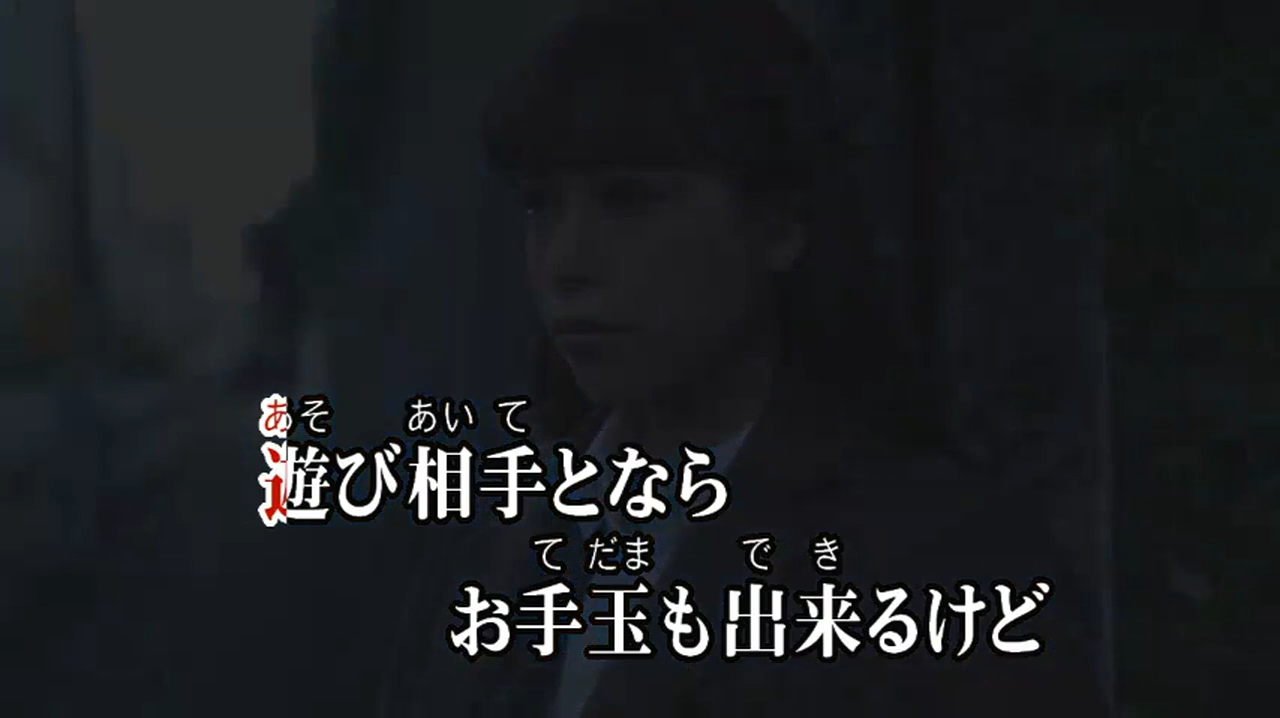 あそ あい て
遊び相手となら
て だま で き
お手玉も出来るけど